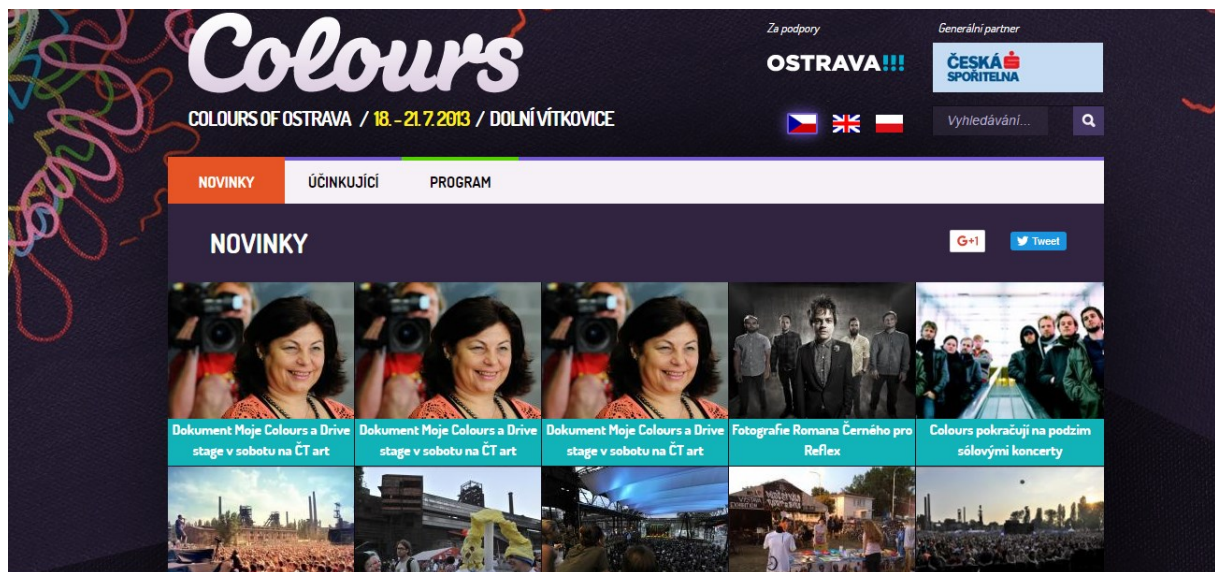 Colours
Za podpory
Generální partner
OSTRAVA!!!
ČESKÁ
SPOŘITELNA
COLOURS OF OSTRAVA / 18. – 21. 7. 2013 / DOLNÍ VÍTKOVICE
Vyhledávání...
NOVINKY
ÚČINKUJÍCÍ
PROGRAM
NOVINKY
G+1
Tweet
Dokument Moje Colours a Drive
stage v sobotu na ČT art
Dokument Moje Colours a Drive
stage v sobotu na ČT art
Dokument Moje Colours a Drive
stage v sobotu na ČT art
Fotografie Romana Černého pro
Reflex
Colours pokračují na podzim
sólovými koncerty